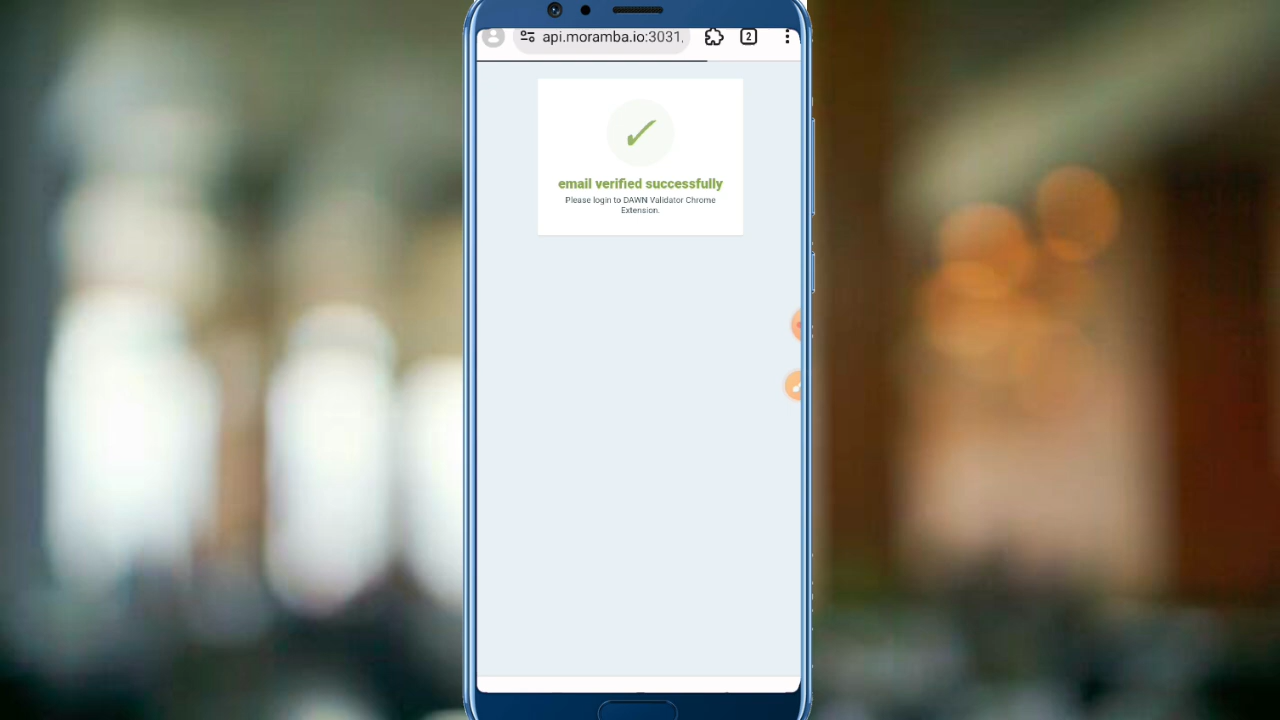 api.moramba.io:3031.
2
email verified successfully
Please login to DAWN Validator Chrome
Extension.